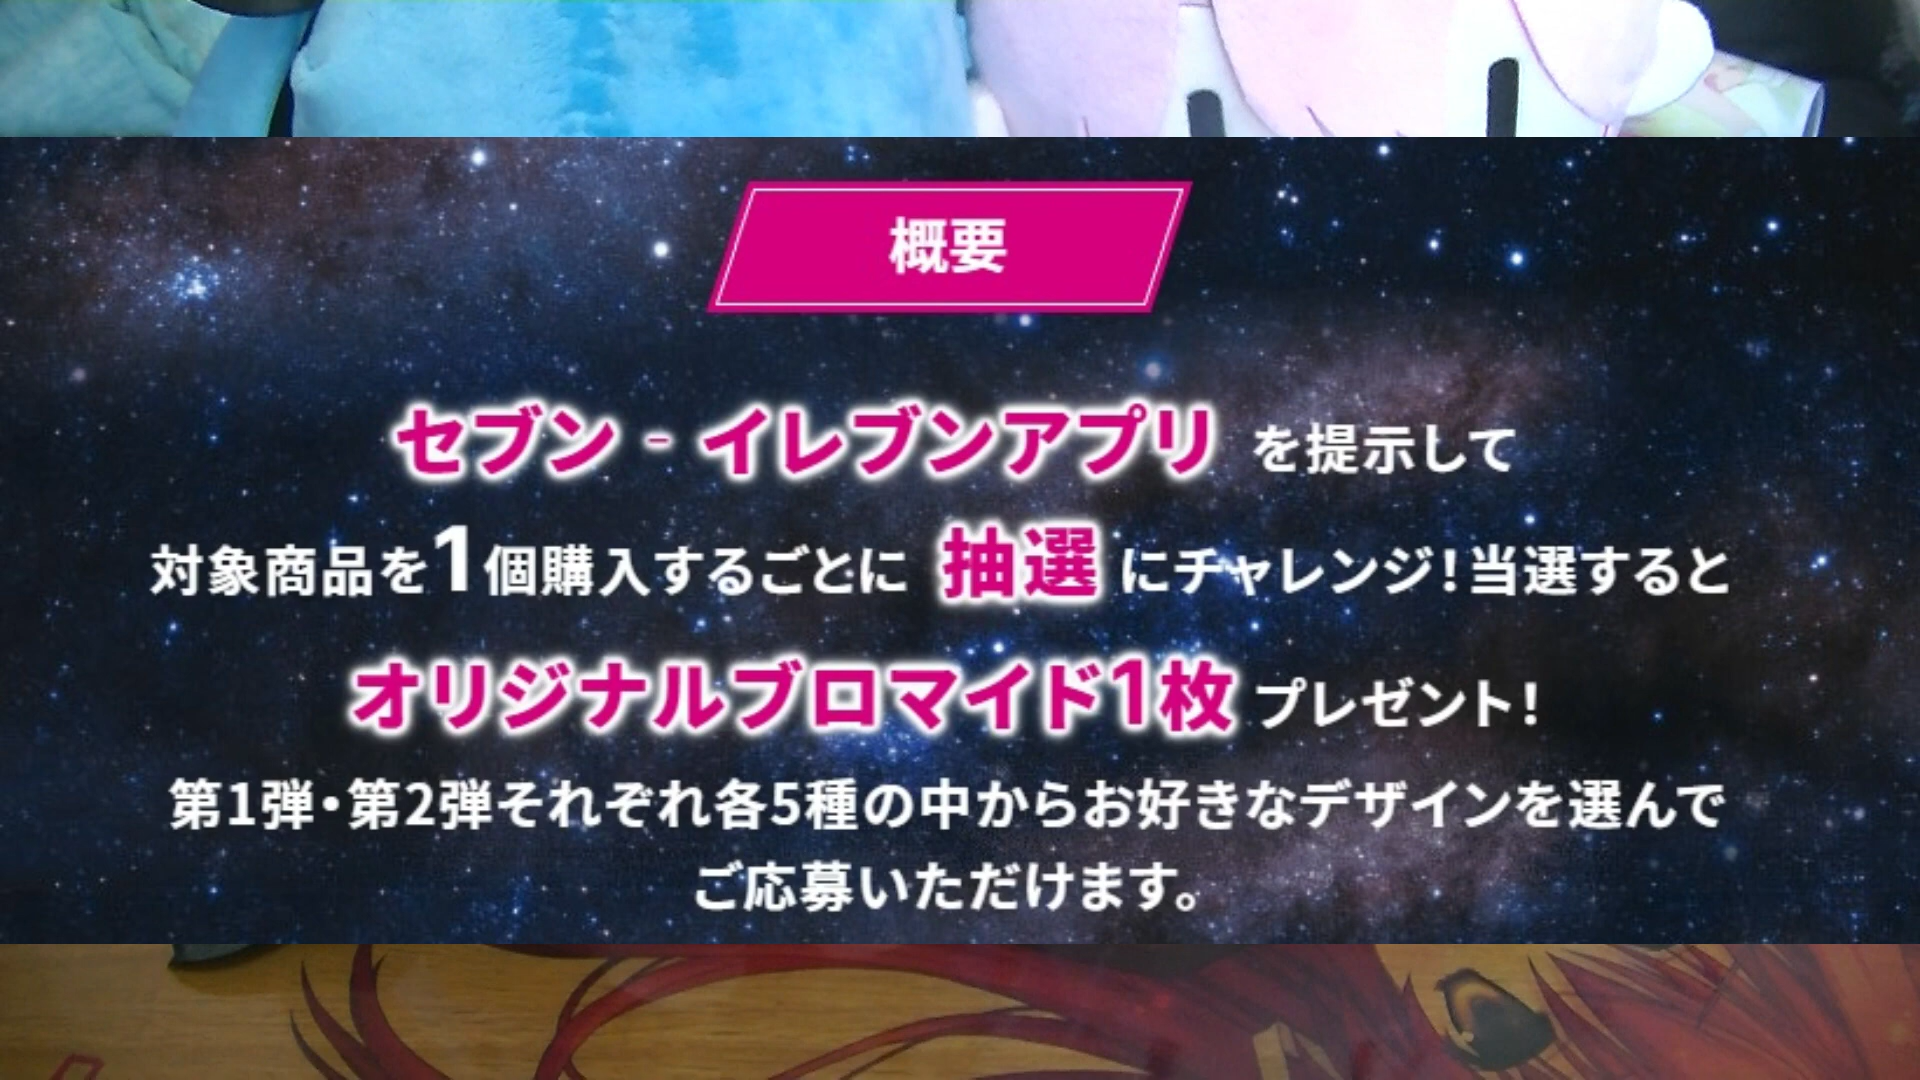 概要
セブン‐イレブンアプリ を提示して
対象商品を1個購入するごとに 抽選 にチャレンジ！当選すると
オリジナルブロマイド1枚 プレゼント！
第1弾・第2弾それぞれ各5種の中からお好きなデザインを選んで
ご応募いただけます。